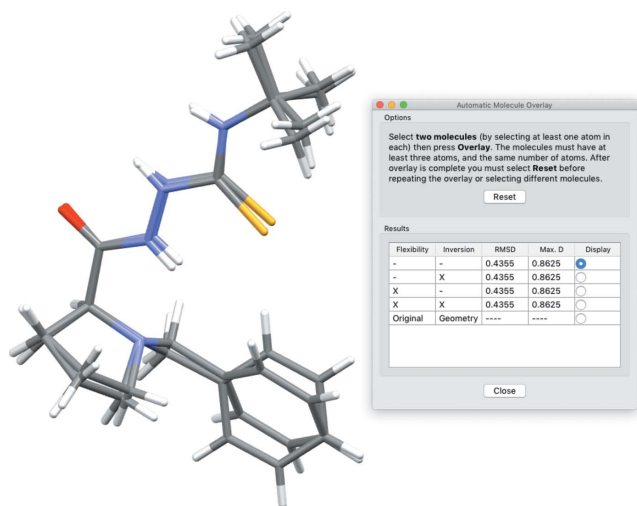 Automatic Molecule Overlay
Options
Select two molecules (by selecting at least one atom in
each) then press Overlay. The molecules must have at
least three atoms, and the same number of atoms. After
overlay is complete you must select Reset before
repeating the overlay or selecting different molecules.
Reset
Results
Flexibility Inversion RMSD Max. D Display
- - 0.4355 0.8625
- X 0.4355 0.8625
X - 0.4355 0.8625
X X 0.4355 0.8625
Original Geometry ---- ----
Close